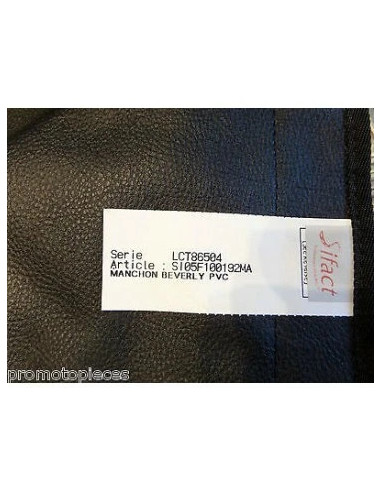 Serie LCT86504
Article : SI05F100192MA
MANCHON BEVERLY PVC
Sifact
promotopieces